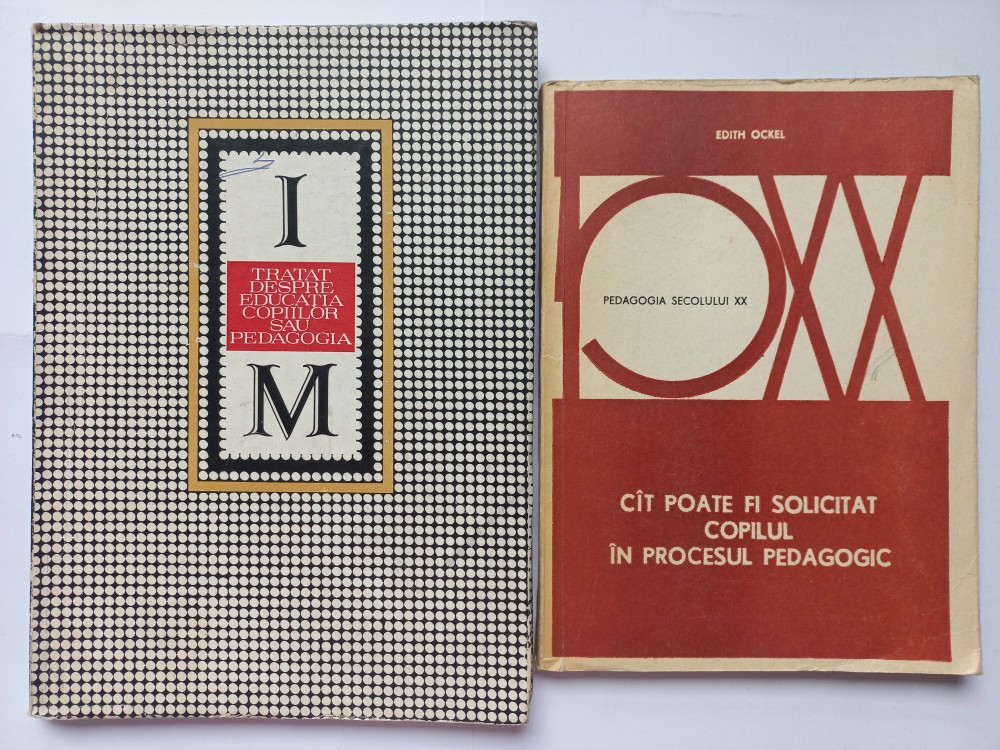 I
TRATAT
DESPRE
EDUCAȚIA
COPIILOR
SAU
PEDAGOGIA
M
EDITH OCKEL
PXX
PEDAGOGIA SECOLULUI XX
CÎT POATE FI SOLICITAT
COPILUL
ÎN PROCESUL PEDAGOGIC